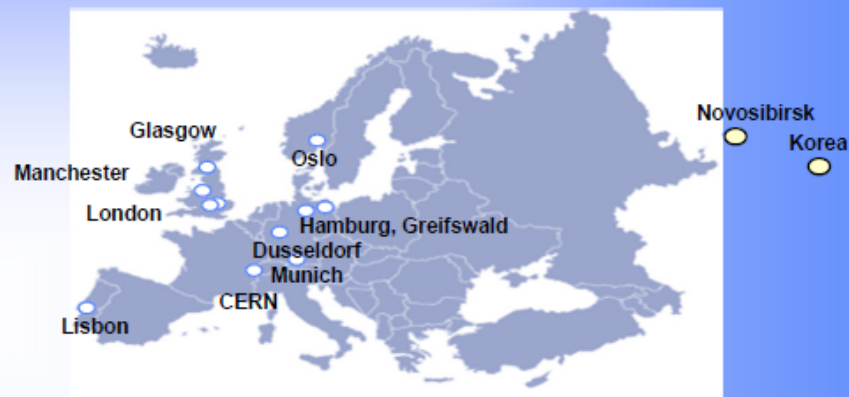 Novosibirsk
Glasgow
Korea
Oslo
Manchester
London
Hamburg, Greifswald
Dusseldorf
Munich
CERN
Lisbon